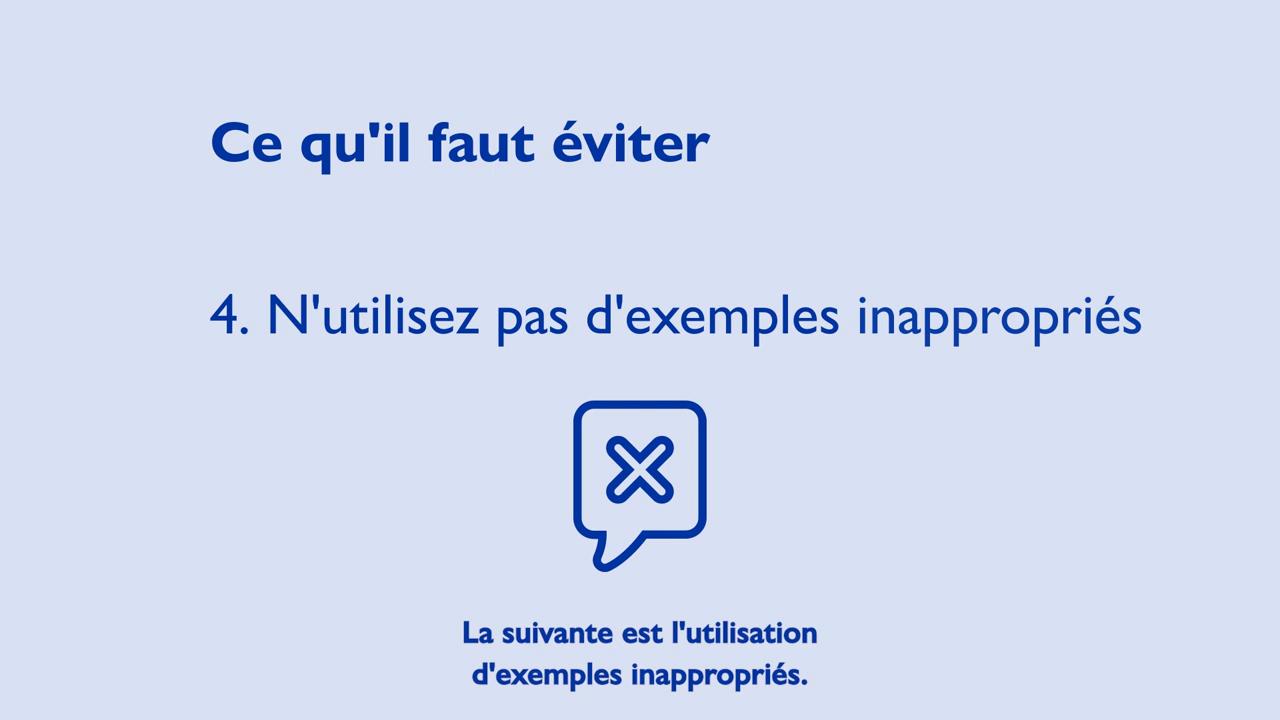 Ce qu'il faut éviter
4. N'utilisez pas d'exemples inappropriés
La suivante est l'utilisation
d'exemples inappropriés.